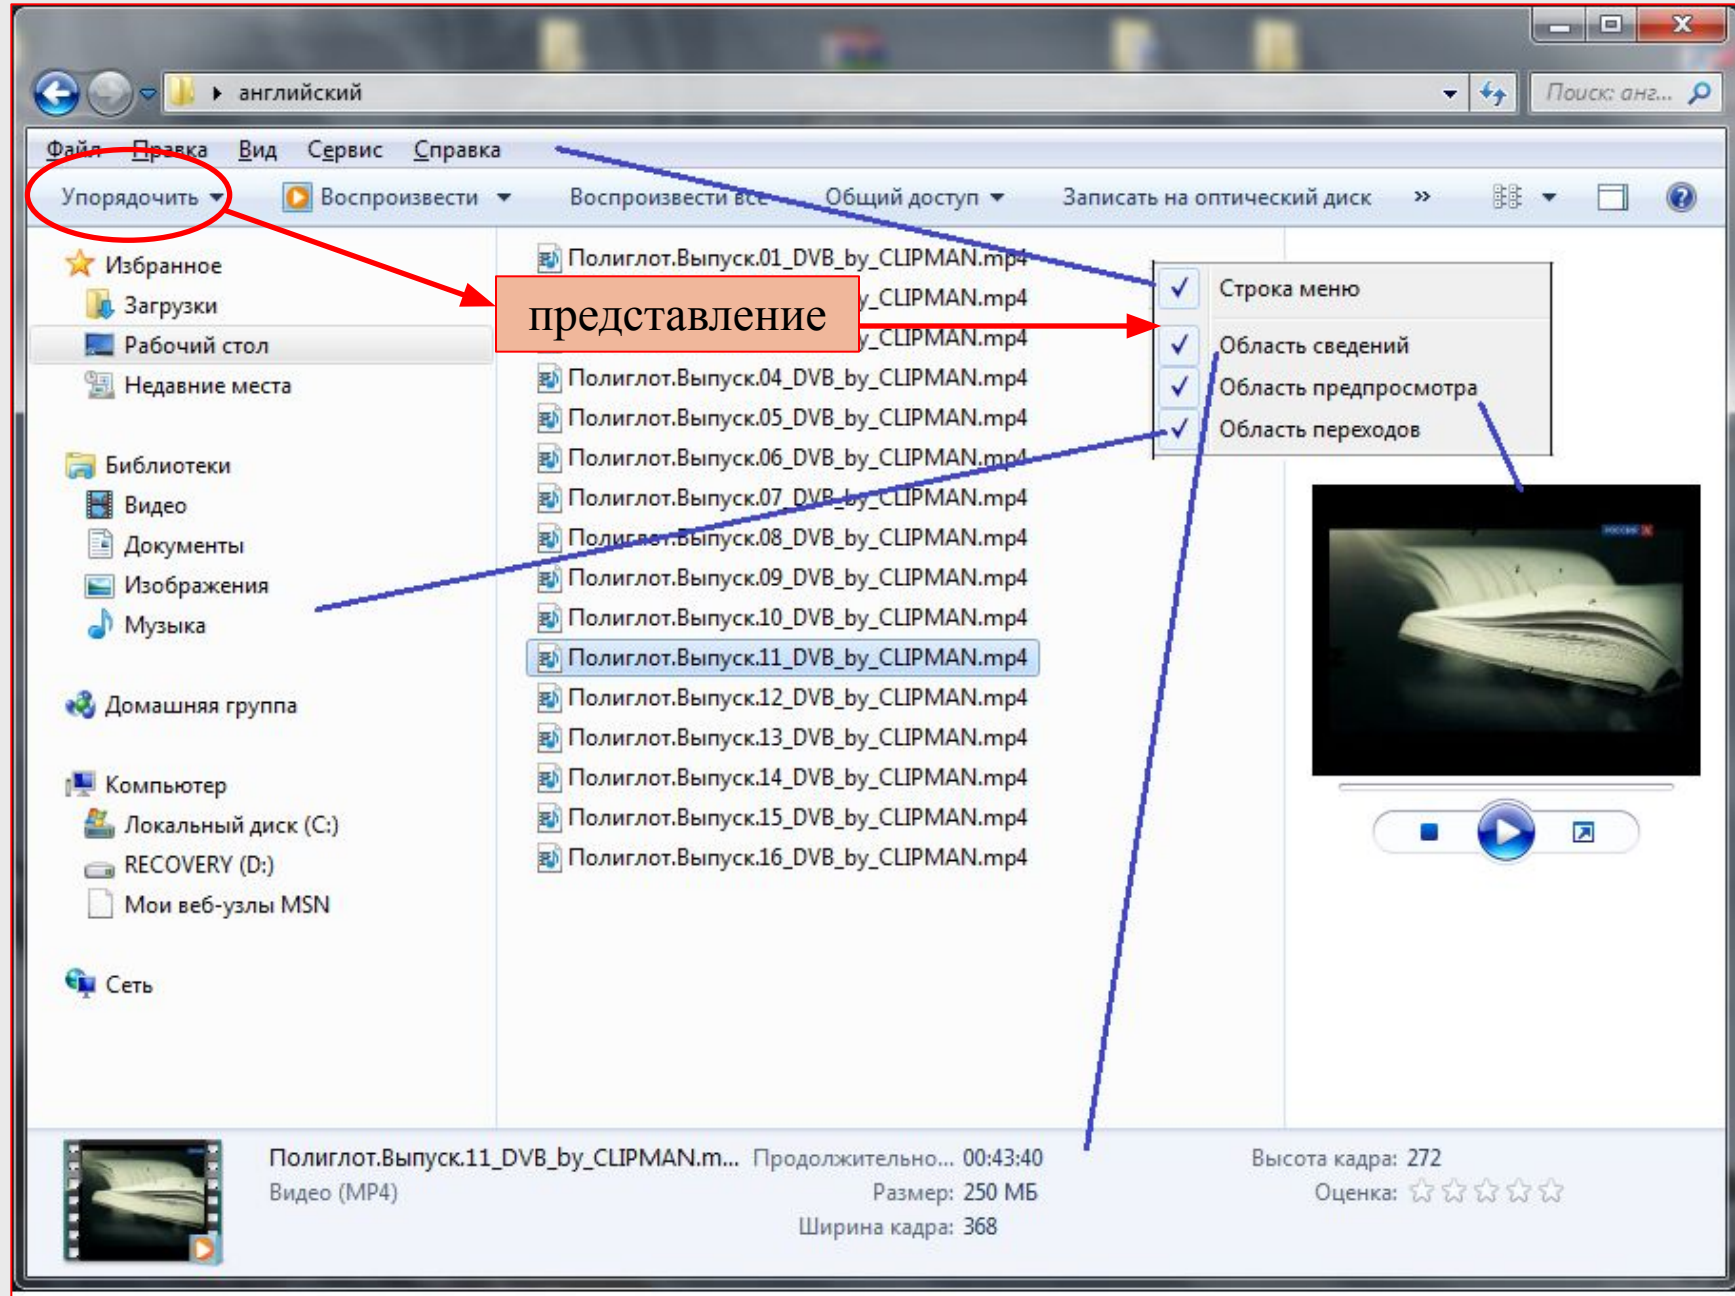 английский
Поиск: анг...
Файл Правка Вид Сервис Справка
Упорядочить Воспроизвести Воспроизвести все Общий доступ Записать на оптический диск »
Избранное
Загрузки
Рабочий стол
Недавние места
Библиотеки
Видео
Документы
Изображения
Музыка
Домашняя группа
Компьютер
Локальный диск (C:)
RECOVERY (D:)
Мои веб-узлы MSN
Сеть
Полиглот.Выпуск.01_DVB_by_CLIPMAN.mp4
y_CLIPMAN.mp4
y_CLIPMAN.mp4
Полиглот.Выпуск.04_DVB_by_CLIPMAN.mp4
Полиглот.Выпуск.05_DVB_by_CLIPMAN.mp4
Полиглот.Выпуск.06_DVB_by_CLIPMAN.mp4
Полиглот.Выпуск.07_DVB_by_CLIPMAN.mp4
Полиглот.Выпуск.08_DVB_by_CLIPMAN.mp4
Полиглот.Выпуск.09_DVB_by_CLIPMAN.mp4
Полиглот.Выпуск.10_DVB_by_CLIPMAN.mp4
Полиглот.Выпуск.11_DVB_by_CLIPMAN.mp4
Полиглот.Выпуск.12_DVB_by_CLIPMAN.mp4
Полиглот.Выпуск.13_DVB_by_CLIPMAN.mp4
Полиглот.Выпуск.14_DVB_by_CLIPMAN.mp4
Полиглот.Выпуск.15_DVB_by_CLIPMAN.mp4
Полиглот.Выпуск.16_DVB_by_CLIPMAN.mp4
представление
Строка меню
Область сведений
Область предпросмотра
Область переходов
РОССИЯ К
Полиглот.Выпуск.11_DVB_by_CLIPMAN.m... Продолжительно... 00:43:40 Высота кадра: 272
Видео (MP4) Размер: 250 МБ Оценка:
Ширина кадра: 368